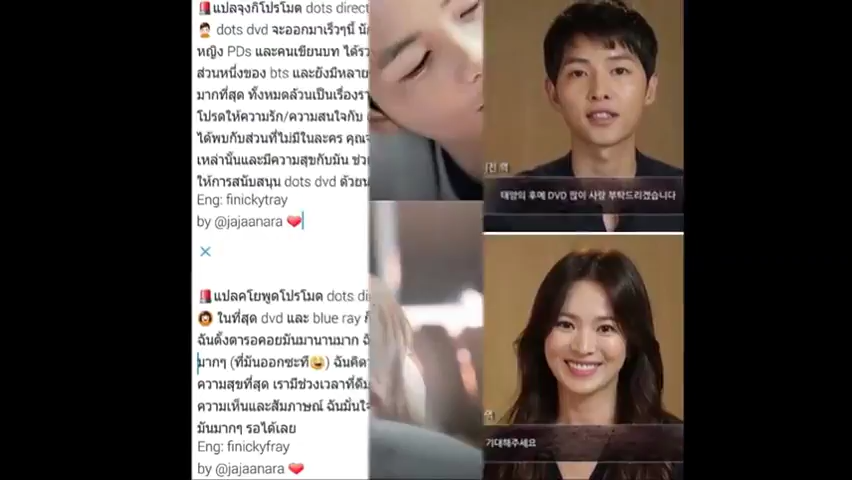 🚨แปลจุงกิโปรโมต dots direct
dots dvd จะออกมาเร็วๆนี้ นัก
หญิง PDs และคนเขียนบท ได้รว
ส่วนหนึ่งของ bts และยังมีหลาย
มากที่สุด ทั้งหมดล้วนเป็นเรื่องรา
โปรดให้ความรัก/ความสนใจกับ
ได้พบกับส่วนที่ไม่มีในละคร คุณจ
เหล่านั้นและมีความสุขกับมัน ช่ว
ให้การสนับสนุน dots dvd ด้วยน
Eng: finickytray
by @jajaanara ❤
🚨แปลคโยพูดโปรโมต dots di
ในที่สุด dvd และ blue ray ก็
ฉันตั้งตารอคอยมันมานานมาก ฉั
มากๆ (ที่มันออกซะที😂) ฉันคิดว
ความสุขที่สุด เรามีช่วงเวลาที่ดีม
ความเห็นและสัมภาษณ์ ฉันมั่นใจ
มันมากๆ รอได้เลย
Eng: finickyfray
by @jajaanara ❤
태양의 후예 DVD 많이 사랑 부탁드리겠습니다
기대해주세요